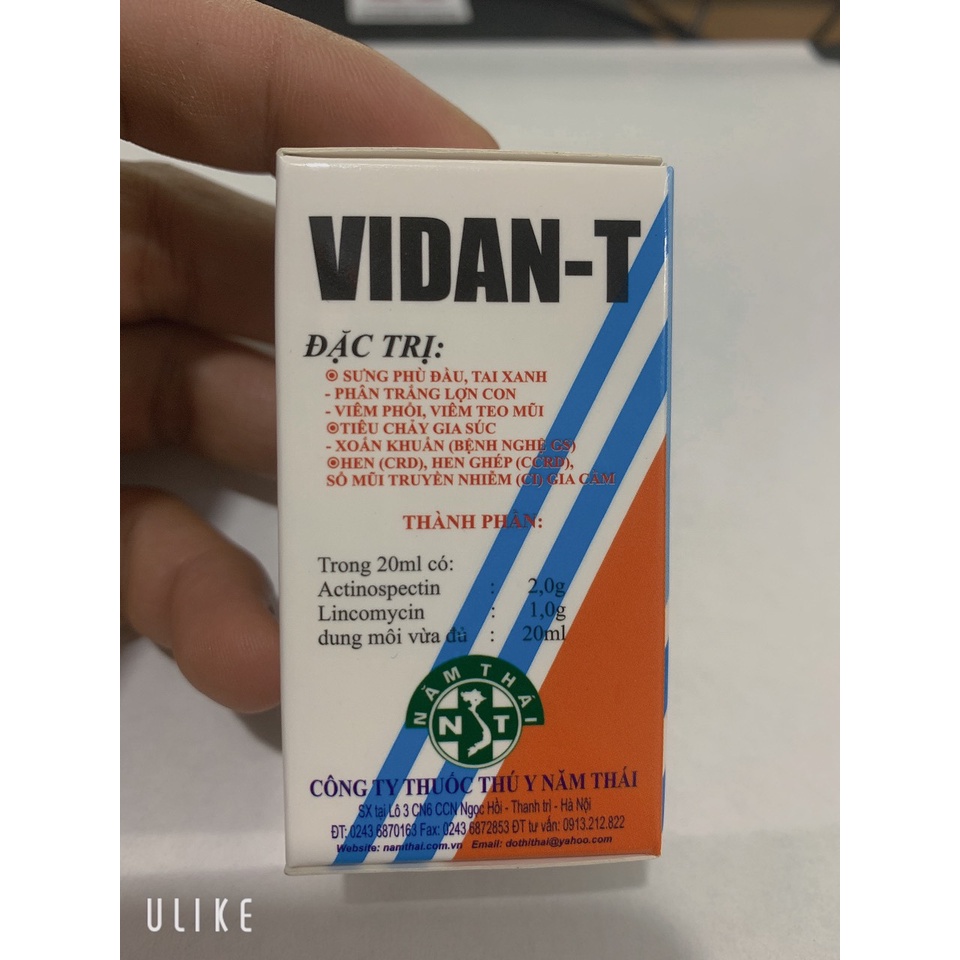 VIDAN-T
ĐẶC TRỊ:
◉ SƯNG PHÙ ĐẦU, TAI XANH
- PHÂN TRẮNG LỢN CON
- VIÊM PHỔI, VIÊM TEO MŨI
◉TIÊU CHẢY GIA SÚC
- XOẮN KHUẨN (BỆNH NGHỆ GS)
◉HEN (CRD), HEN GHÉP (CCRD),
SỔ MŨI TRUYỀN NHIỄM (CI) GIA CẦM
THÀNH PHẦN:
Trong 20ml có:
Actinospectin : 2,0g
Lincomycin : 1,0g
dung môi vừa đủ : 20ml
NĂM THÁI
NST
CÔNG TY THUỐC THÚ Y NĂM THÁI
SX tại Lô 3 CN6 CCN Ngọc Hồi - Thanh trì - Hà Nội
ĐT: 0243 6870163 Fax: 0243 6872853 ĐT tư vấn: 0913.212.822
Website: namthai.com.vn Email: dothithai@yahoo.com
ULIKE